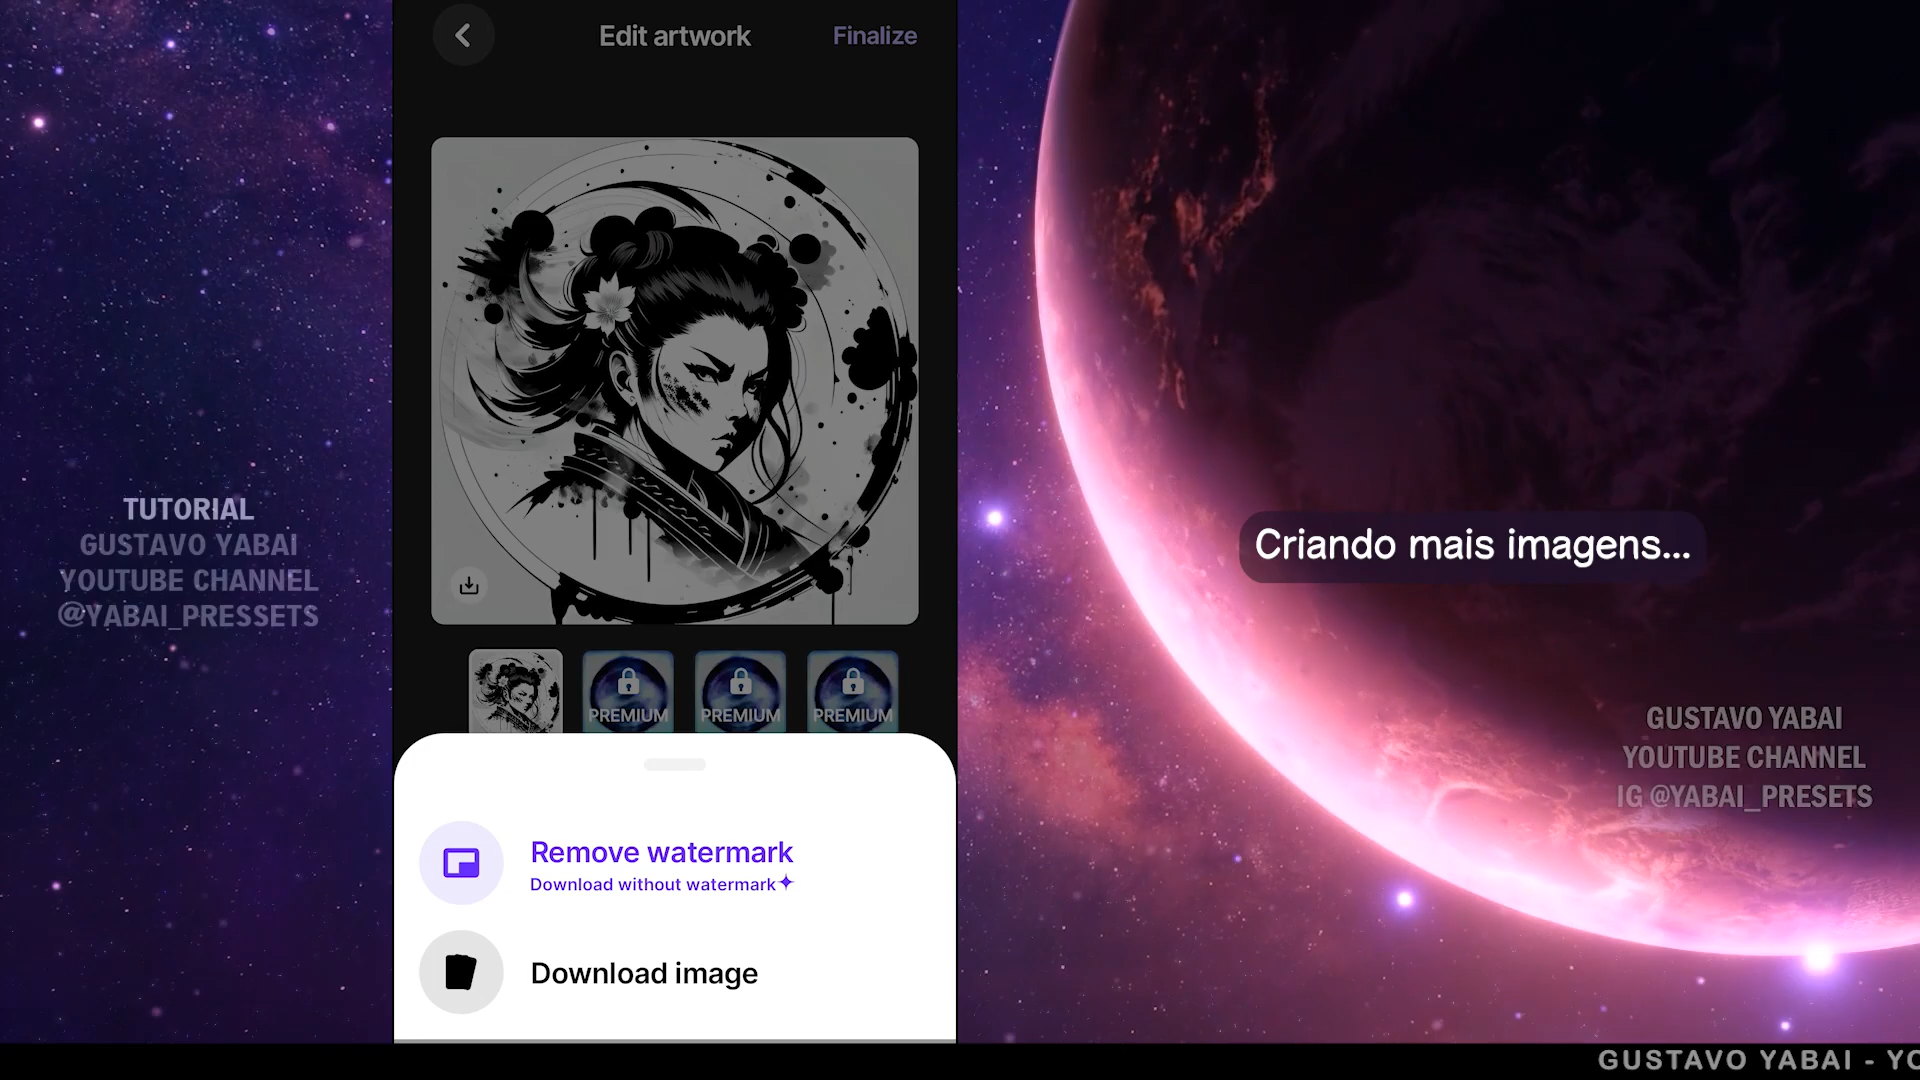 Edit artwork
Finalize
TUTORIAL
GUSTAVO YABAI
YOUTUBE CHANNEL
@YABAI_PRESSETS
Criando mais imagens...
PREMIUM
PREMIUM
PREMIUM
GUSTAVO YABAI
YOUTUBE CHANNEL
IG @YABAI_PRESETS
Remove watermark
Download without watermark
Download image
GUSTAVO YABAI - YO